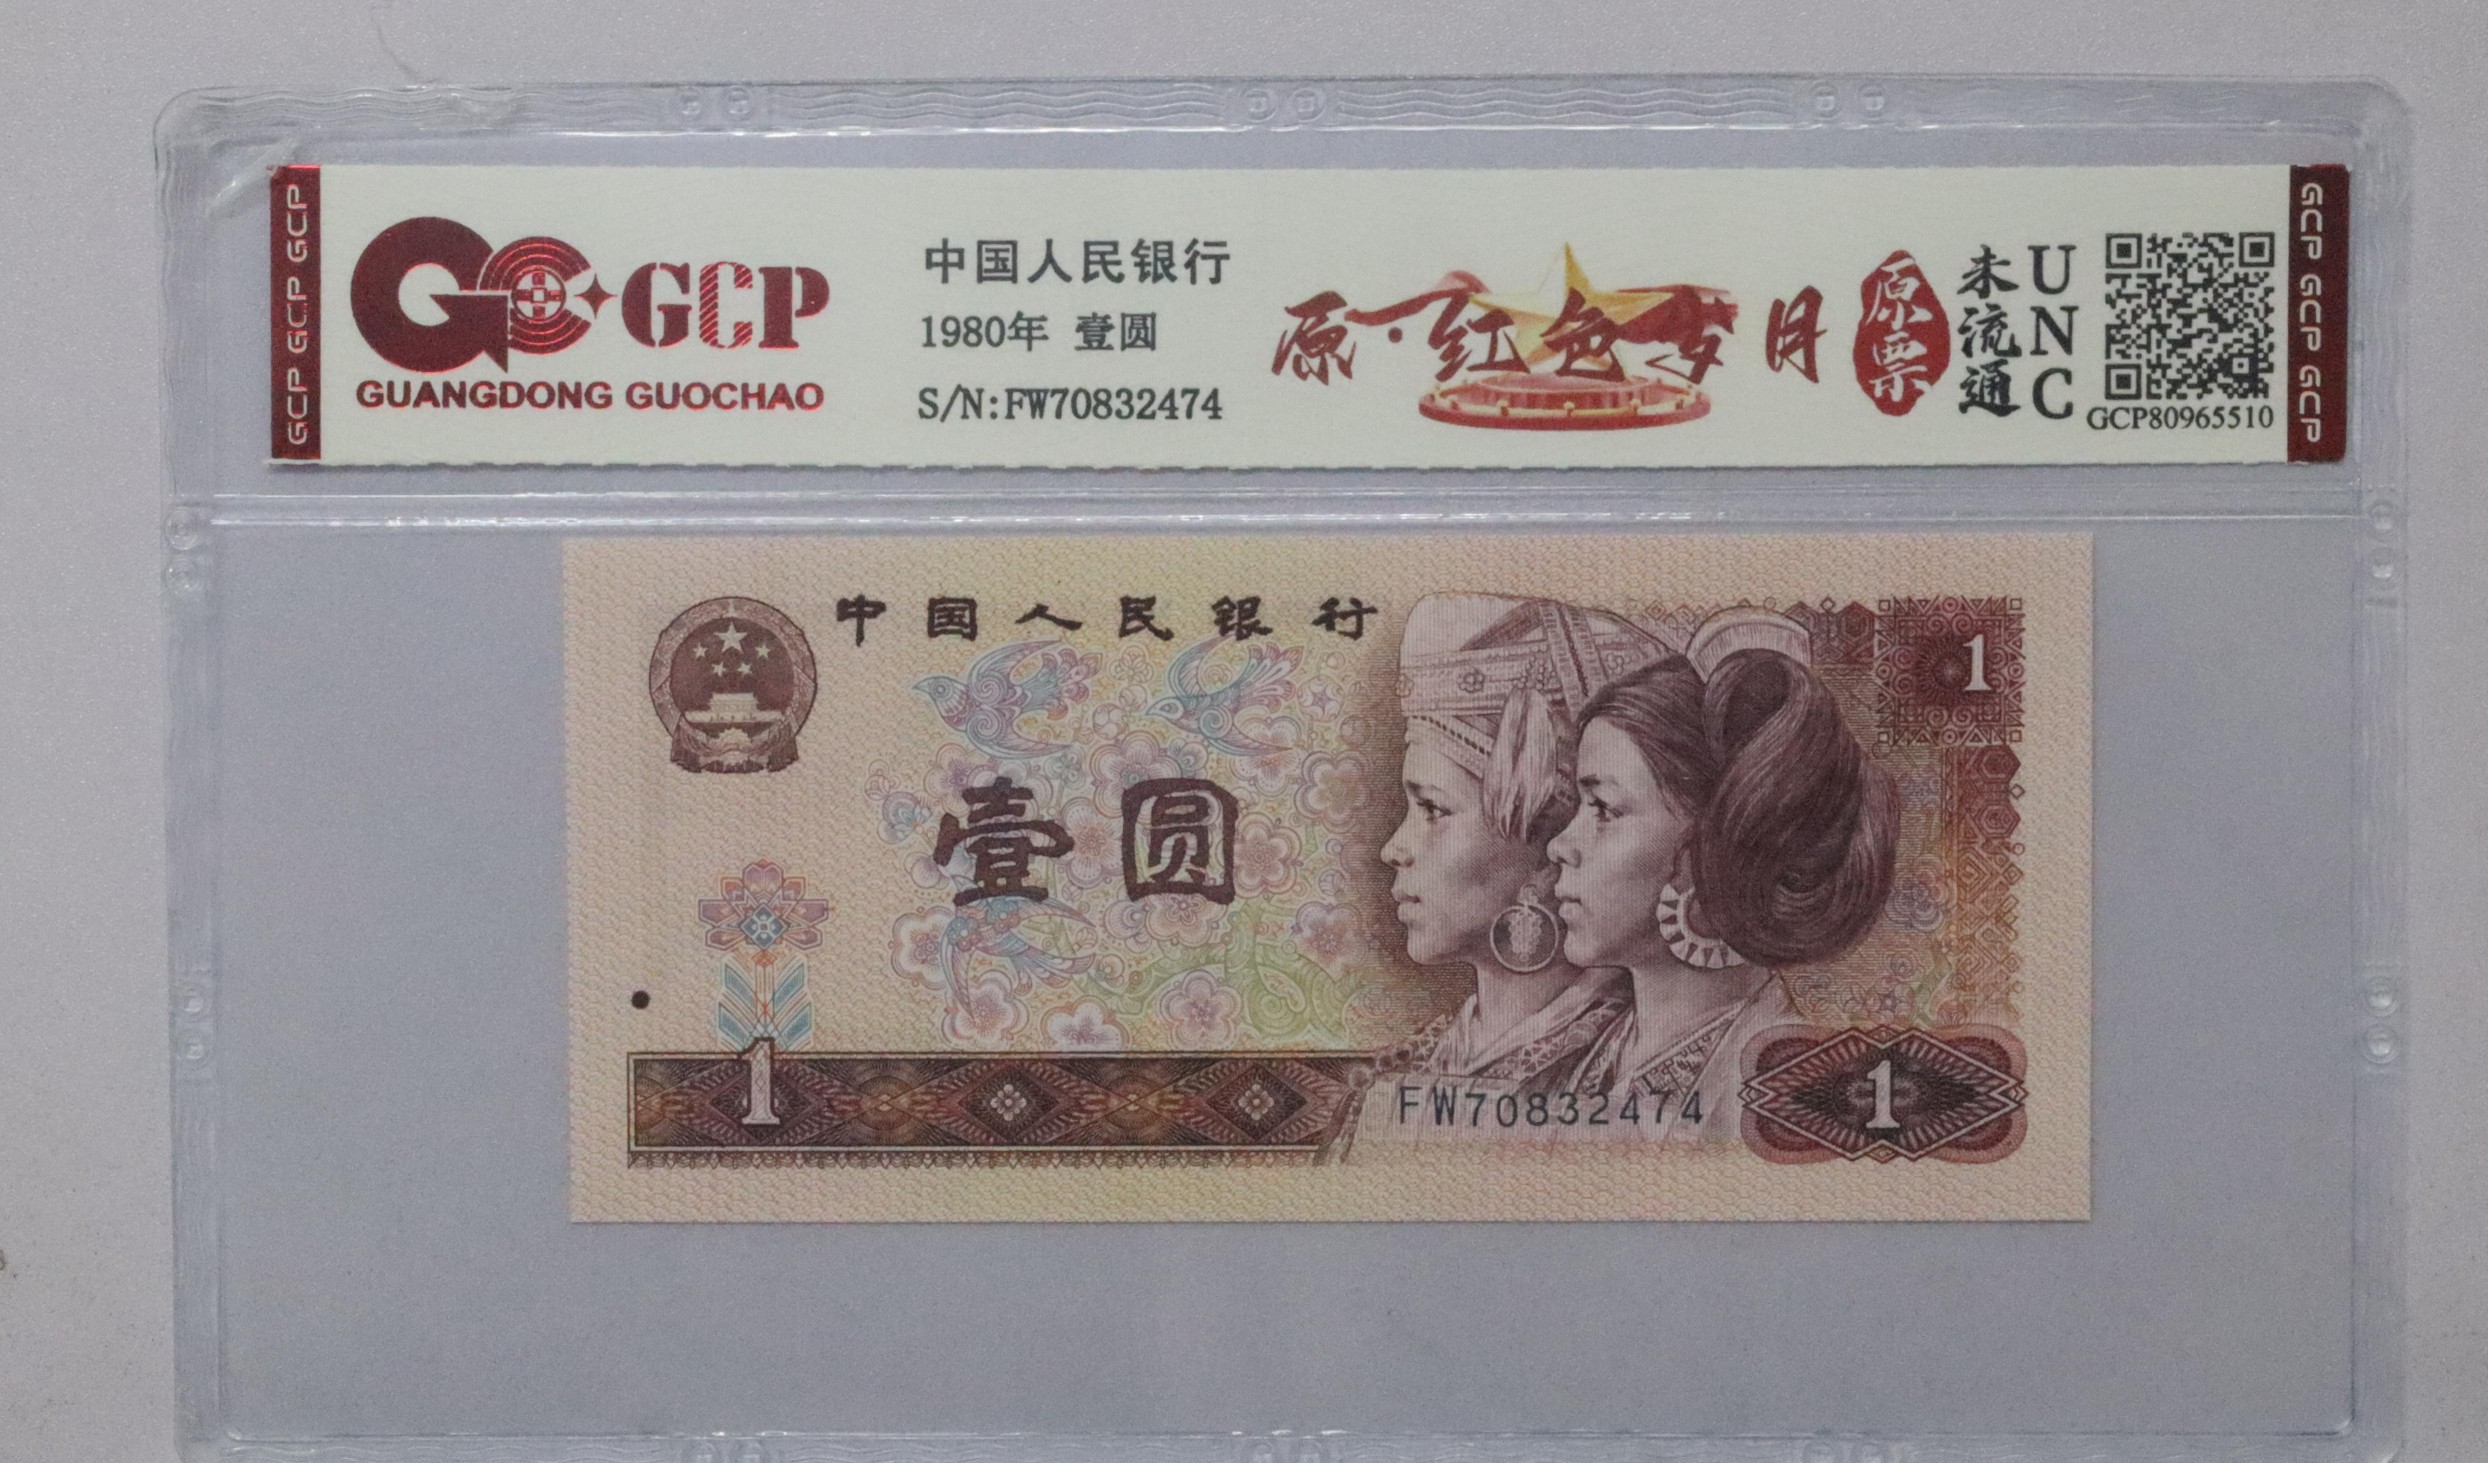 GCP GCP GCP
GCP
GUANGDONG GUOCHAO
中国人民银行
1980年 壹圆
S/N:FW70832474
原·红色岁月
原票
未流通
UNC
GCP80965510
GCP GCP GCP
中国人民银行
1
壹圆
1
FW70832474
1